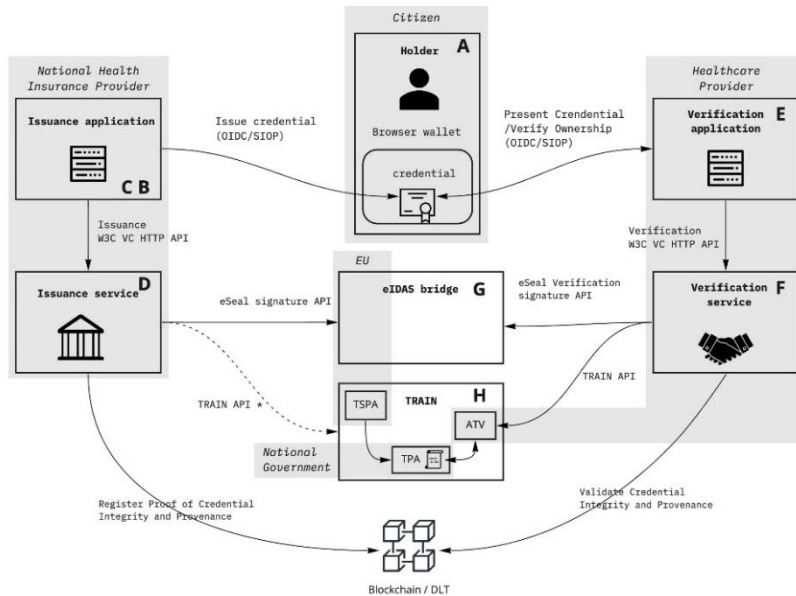 Citizen
A
Holder
Browser wallet
credential
National Health
Insurance Provider
Issuance application
C B
Issue credential
(OIDC/SIOP)
Present Crendential
/Verify Ownership
(OIDC/SIOP)
Healthcare
Provider
E
Verification
application
Issuance
W3C VC HTTP API
Verification
W3C VC HTTP API
D
Issuance service
eSeal signature API
EU
eIDAS bridge
G
eSeal Verification
signature API
F
Verification
service
TRAIN API *
TRAIN
H
TSPA
ATV
TPA
TL
TRAIN API
National
Government
Register Proof of Credential
Integrity and Provenance
Validate Credential
Integrity and Provenance
Blockchain / DLT